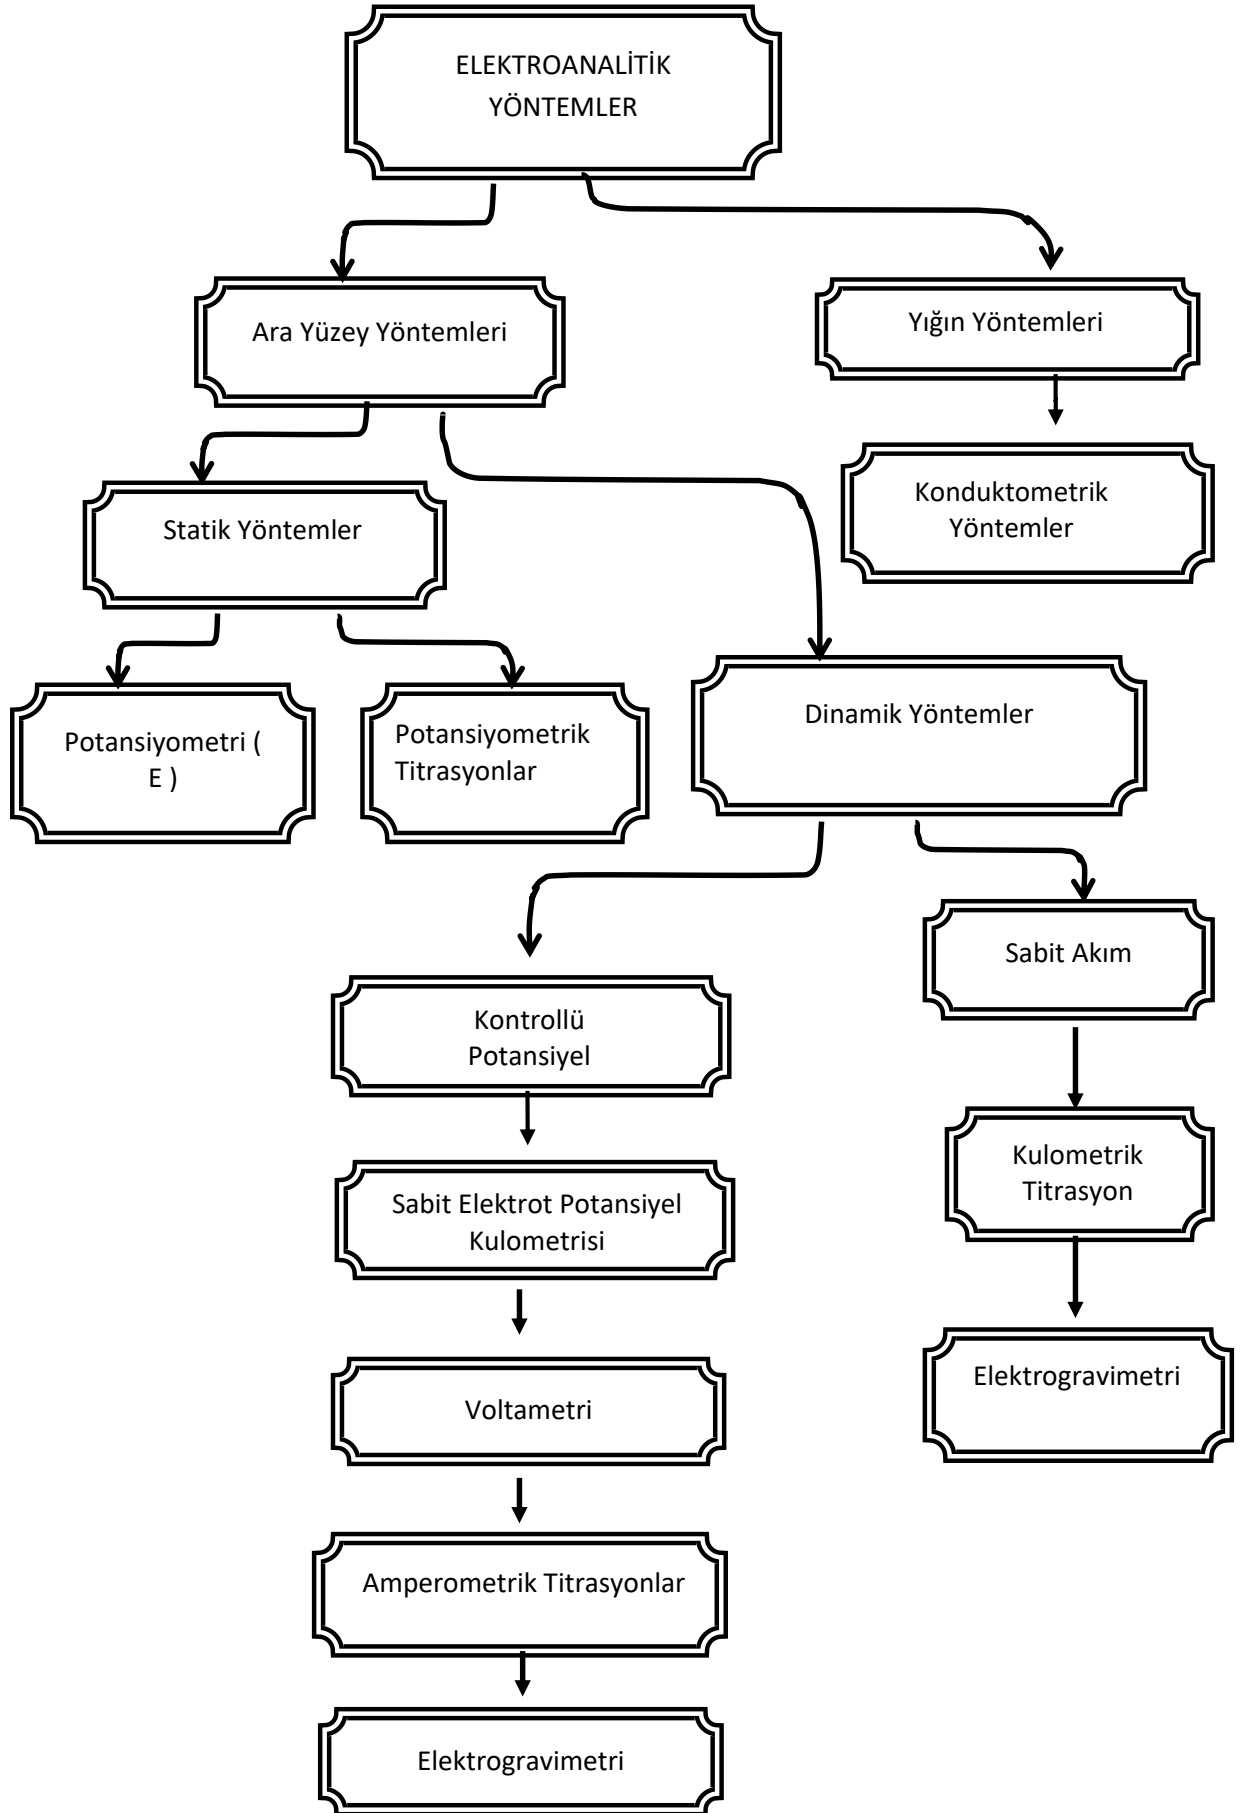 ELEKTROANALİTİK
YÖNTEMLER
Ara Yüzey Yöntemleri
Yığın Yöntemleri
Konduktometrik
Yöntemler
Statik Yöntemler
Dinamik Yöntemler
Potansiyometri (
E )
Potansiyometrik
Titrasyonlar
Sabit Akım
Kontrollü
Potansiyel
Kulometrik
Titrasyon
Sabit Elektrot Potansiyel
Kulometrisi
Elektrogravimetri
Voltametri
Amperometrik Titrasyonlar
Elektrogravimetri